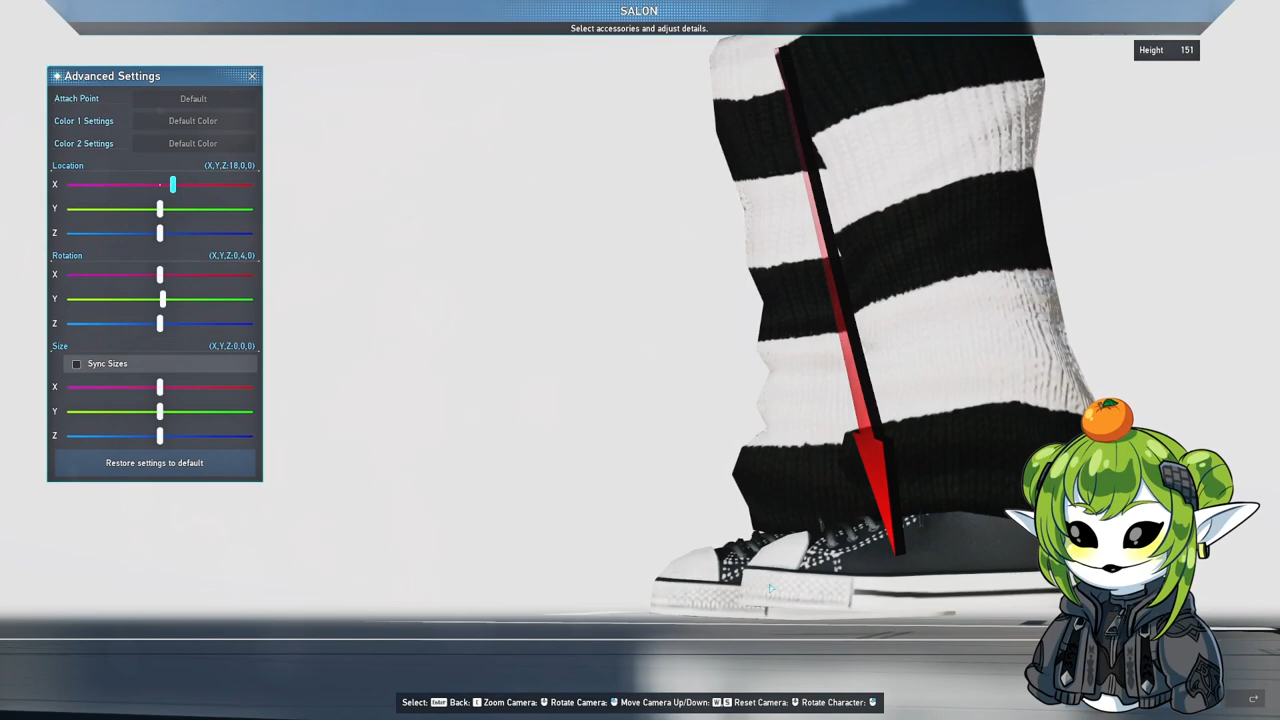 SALON
Select accessories and adjust details.
Height 151
Advanced Settings
Attach Point Default
Color 1 Settings Default Color
Color 2 Settings Default Color
Location (X,Y,Z:18,0,0)
X
Y
Z
Rotation (X,Y,Z:0,4,0)
X
Y
Z
Size (X,Y,Z:0,0,0)
Sync Sizes
X
Y
Z
Restore settings to default
Select: Enter Back: E Zoom Camera: Rotate Camera: Move Camera Up/Down: W,S Reset Camera: Rotate Character: